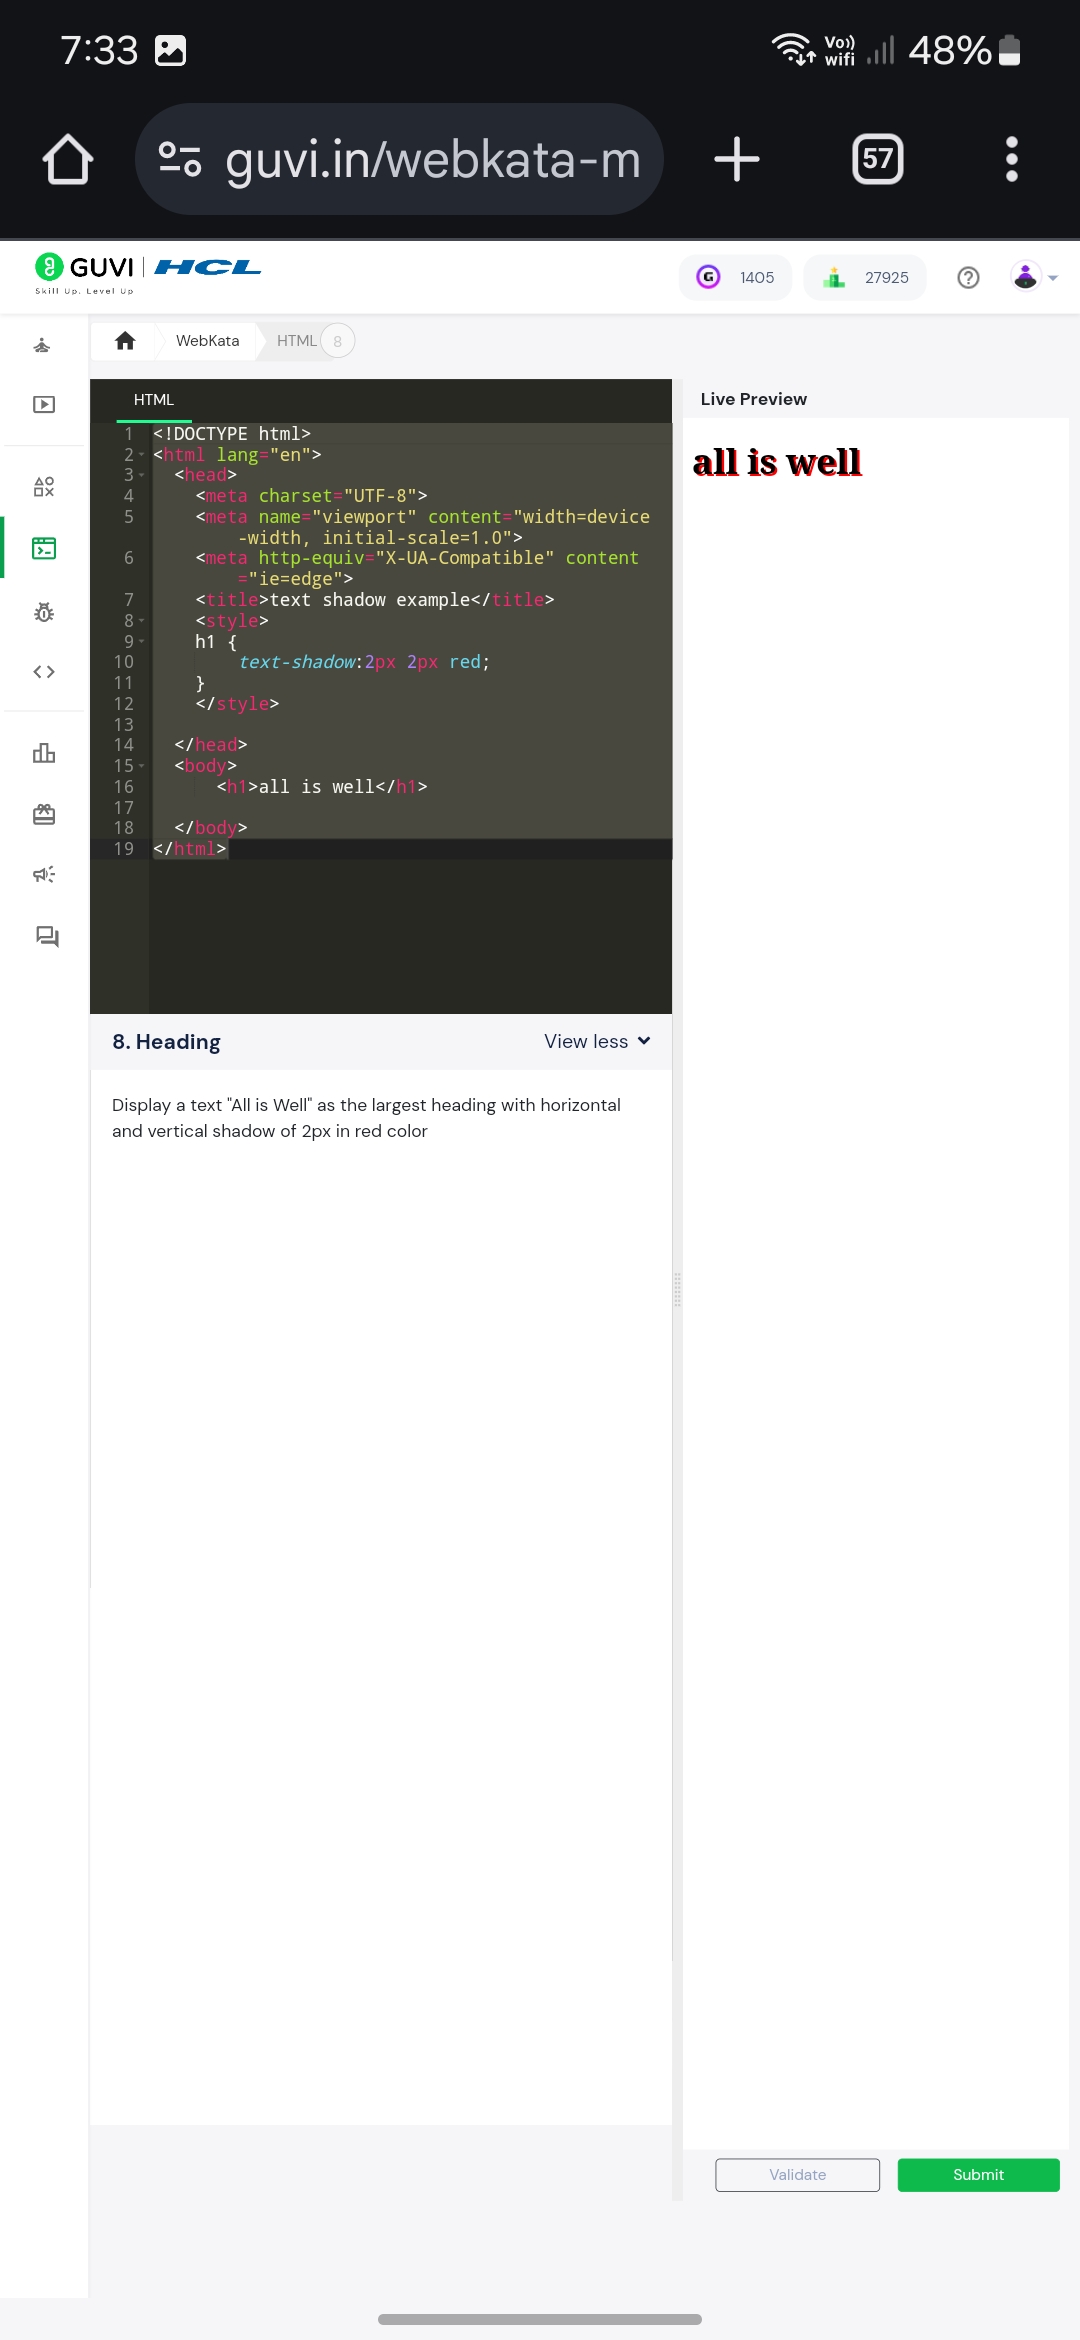 7:33
Vo)) wifi 48%
guvi.in/webkata-m
57
GUVI | HCL
Skill Up. Level Up
1405
27925
WebKata
HTML 8
HTML
1 <!DOCTYPE html>
2 <html lang="en">
3 <head>
4 <meta charset="UTF-8">
5 <meta name="viewport" content="width=device
-width, initial-scale=1.0">
6 <meta http-equiv="X-UA-Compatible" content
="ie=edge">
7 <title>text shadow example</title>
8 <style>
9 h1 {
10 text-shadow:2px 2px red;
11 }
12 </style>
13
14 </head>
15 <body>
16 <h1>all is well</h1>
17
18 </body>
19 </html>
Live Preview
all is well
8. Heading
View less
Display a text "All is Well" as the largest heading with horizontal
and vertical shadow of 2px in red color
Validate
Submit